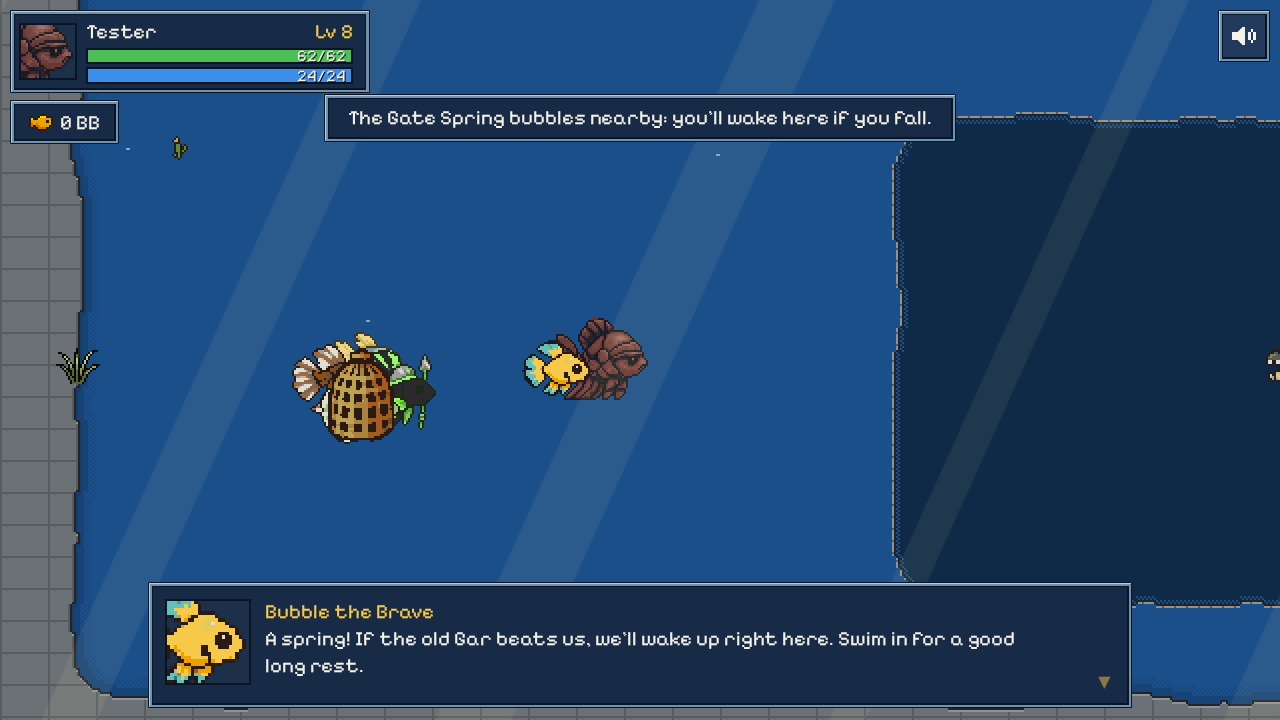 Tester Lv 8
62/62
24/24
0 BB
The Gate Spring bubbles nearby: you'll wake here if you fall.
Bubble the Brave
A spring! If the old Gar beats us, we'll wake up right here. Swim in for a good
long rest.